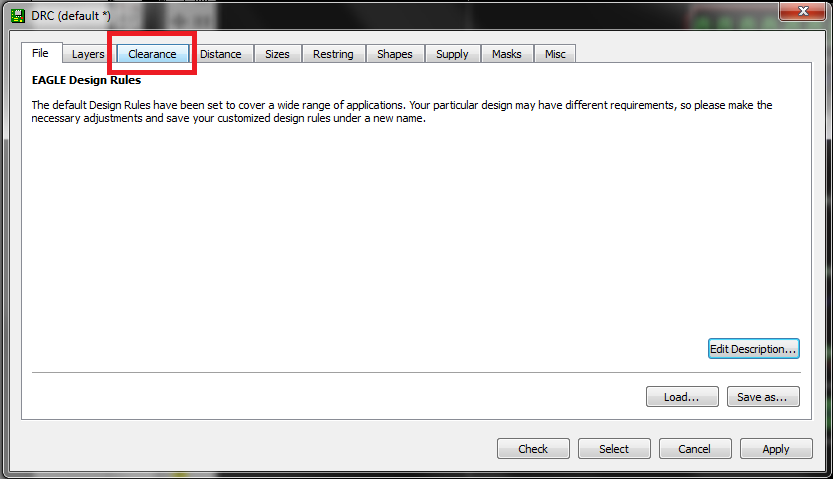 DRC (default *)
File Layers Clearance Distance Sizes Restring Shapes Supply Masks Misc
EAGLE Design Rules
The default Design Rules have been set to cover a wide range of applications. Your particular design may have different requirements, so please make the
necessary adjustments and save your customized design rules under a new name.
Edit Description...
Load... Save as...
Check Select Cancel Apply